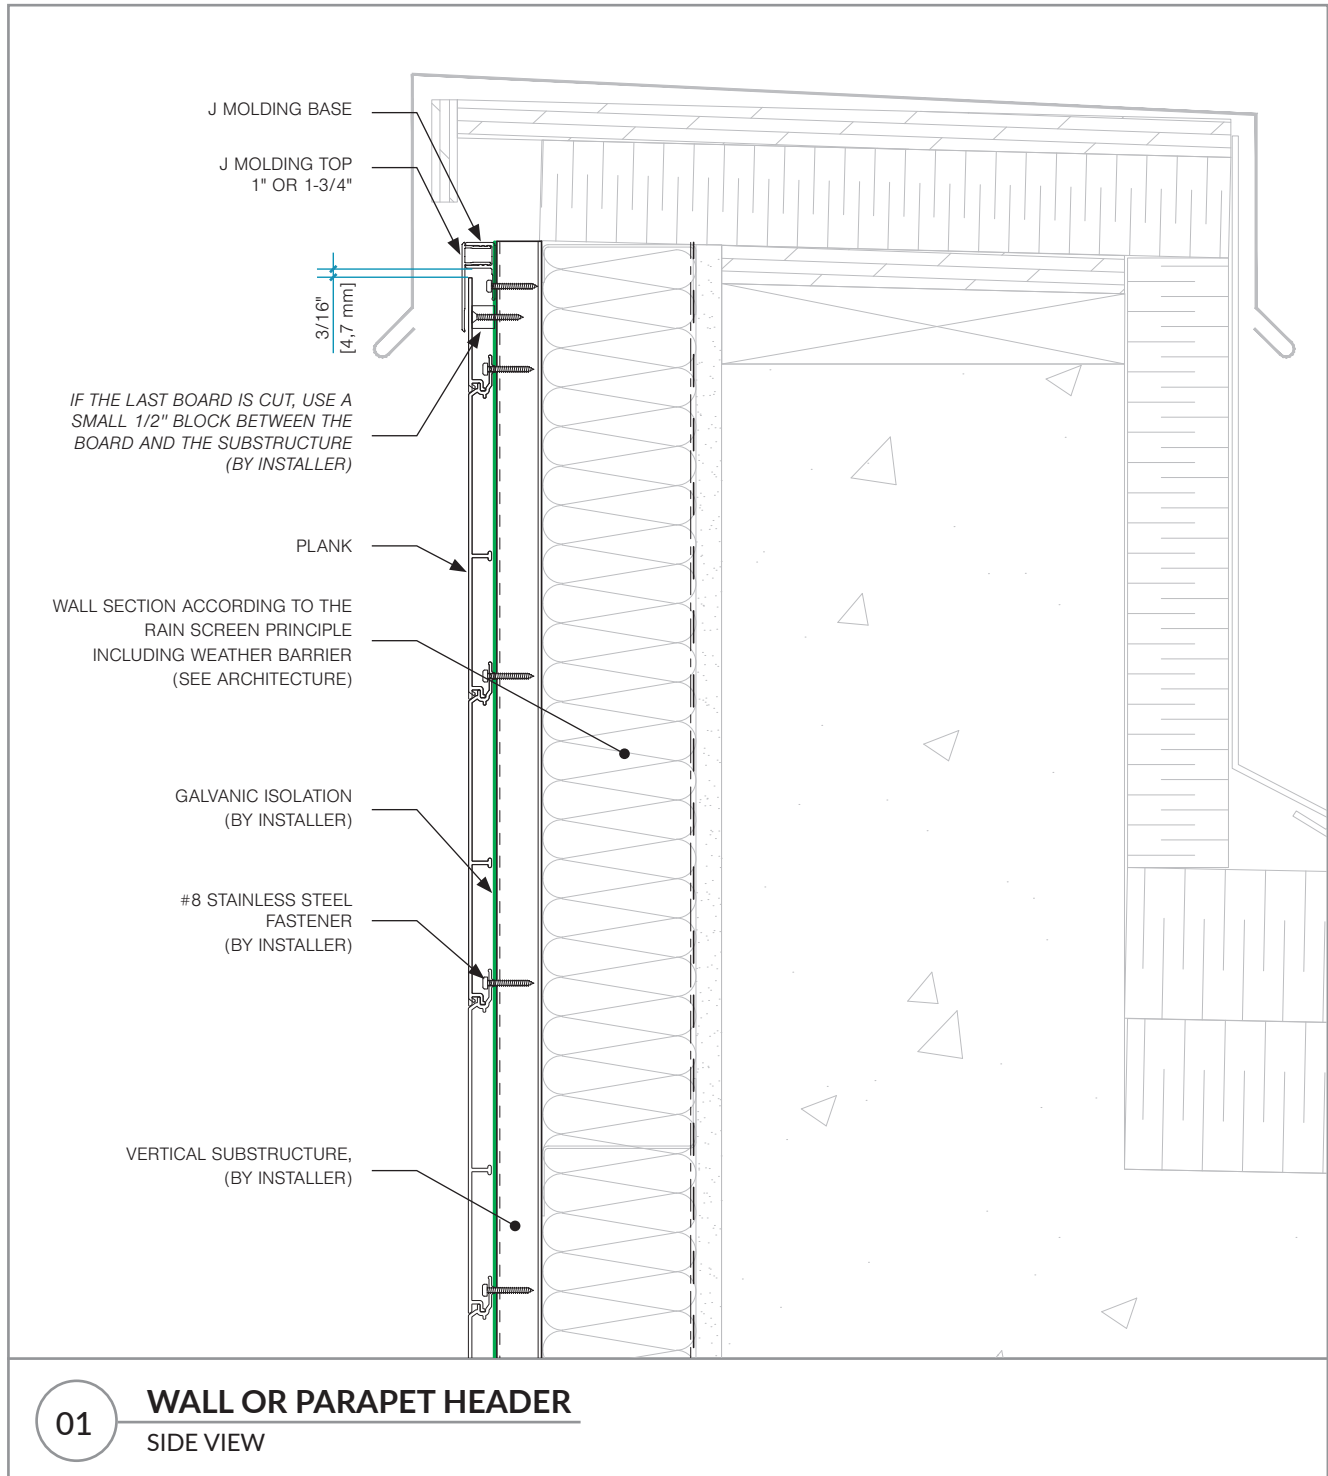 J MOLDING BASE
J MOLDING TOP
1" OR 1-3/4"
3/16"
[4,7 mm]
IF THE LAST BOARD IS CUT, USE A
SMALL 1/2" BLOCK BETWEEN THE
BOARD AND THE SUBSTRUCTURE
(BY INSTALLER)
PLANK
WALL SECTION ACCORDING TO THE
RAIN SCREEN PRINCIPLE
INCLUDING WEATHER BARRIER
(SEE ARCHITECTURE)
GALVANIC ISOLATION
(BY INSTALLER)
#8 STAINLESS STEEL
FASTENER
(BY INSTALLER)
VERTICAL SUBSTRUCTURE,
(BY INSTALLER)
01
WALL OR PARAPET HEADER
SIDE VIEW